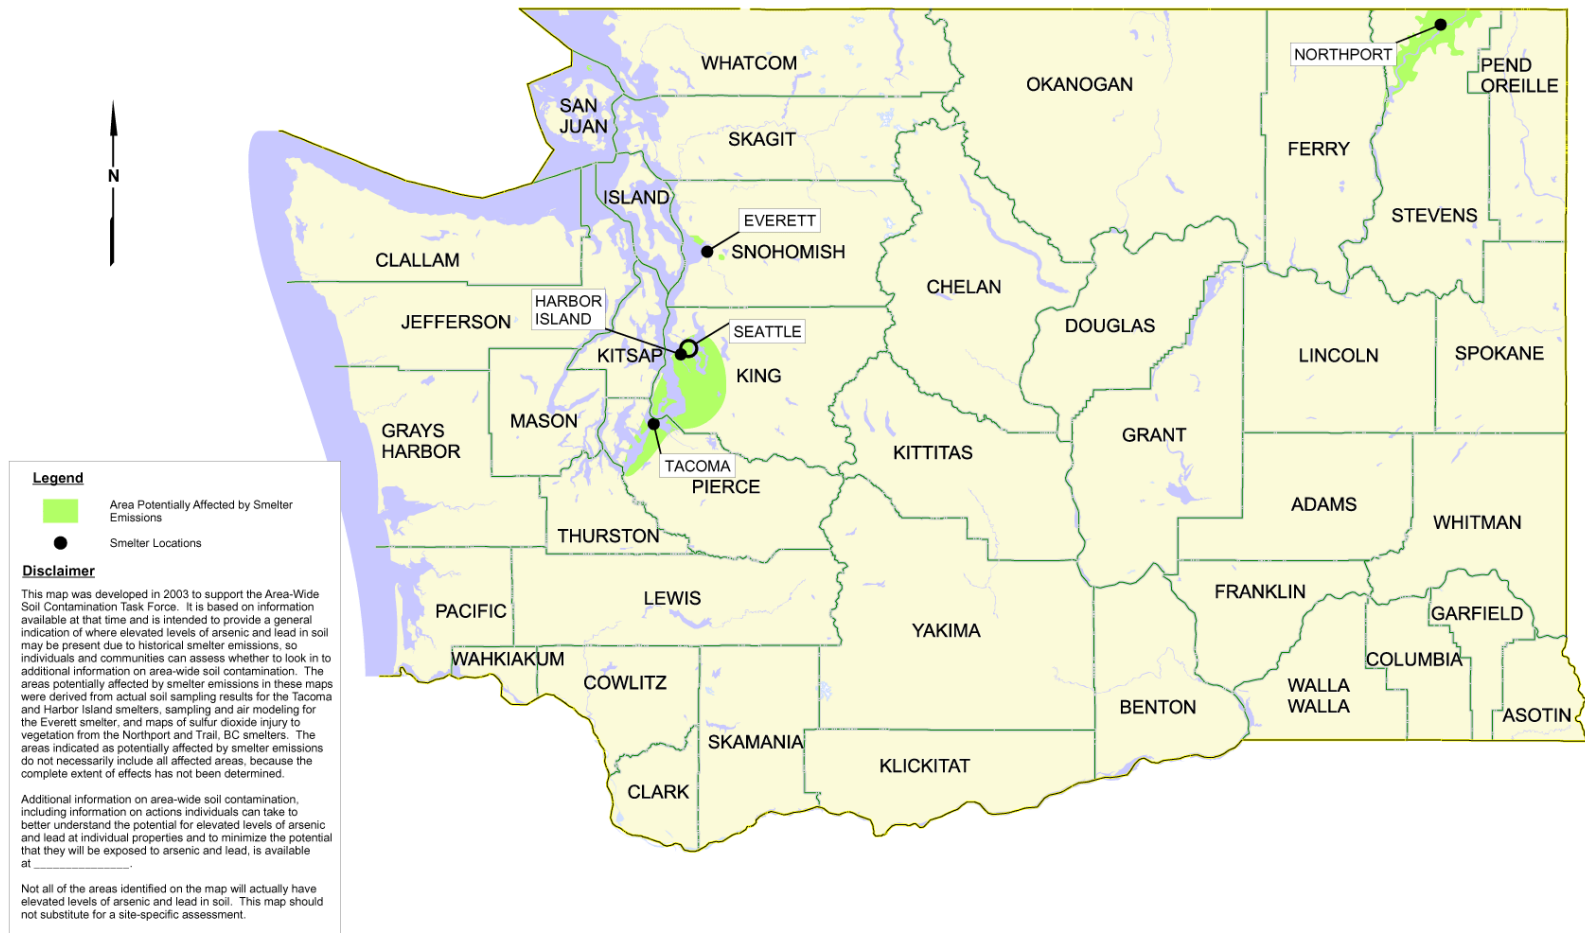 NORTHPORT
WHATCOM
PEND
OREILLE
OKANOGAN
SAN
JUAN
SKAGIT
FERRY
N
ISLAND
STEVENS
EVERETT
SNOHOMISH
CLALLAM
CHELAN
HARBOR
ISLAND
JEFFERSON
SEATTLE
DOUGLAS
KITSAP
LINCOLN
SPOKANE
KING
MASON
GRAYS
HARBOR
GRANT
KITTITAS
TACOMA
PIERCE
ADAMS
WHITMAN
THURSTON
FRANKLIN
LEWIS
PACIFIC
YAKIMA
GARFIELD
WAHKIAKUM
COLUMBIA
COWLITZ
WALLA
WALLA
BENTON
ASOTIN
SKAMANIA
KLICKITAT
CLARK
Legend
Area Potentially Affected by Smelter
Emissions
Smelter Locations
Disclaimer
This map was developed in 2003 to support the Area-Wide
Soil Contamination Task Force. It is based on information
available at that time and is intended to provide a general
indication of where elevated levels of arsenic and lead in soil
may be present due to historical smelter emissions, so
individuals and communities can assess whether to look in to
additional information on area-wide soil contamination. The
areas potentially affected by smelter emissions in these maps
were derived from actual soil sampling results for the Tacoma
and Harbor Island smelters, sampling and air modeling for
the Everett smelter, and maps of sulfur dioxide injury to
vegetation from the Northport and Trail, BC smelters. The
areas indicated as potentially affected by smelter emissions
do not necessarily include all affected areas, because the
complete extent of effects has not been determined.
Additional information on area-wide soil contamination,
including information on actions individuals can take to
better understand the potential for elevated levels of arsenic
and lead at individual properties and to minimize the potential
that they will be exposed to arsenic and lead, is available
at _______________.
Not all of the areas identified on the map will actually have
elevated levels of arsenic and lead in soil. This map should
not substitute for a site-specific assessment.